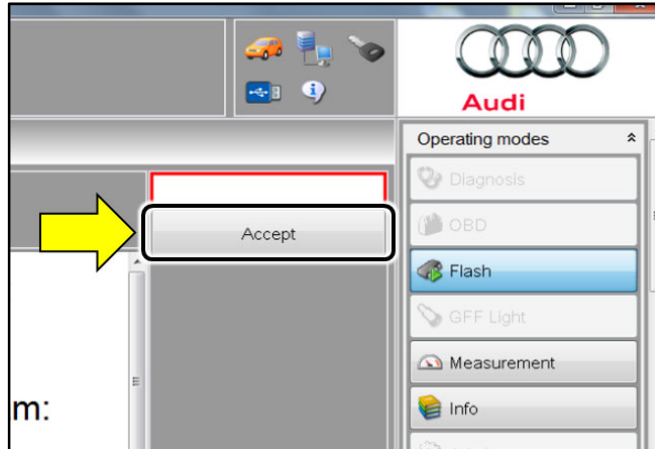 Audi
Operating modes
Diagnosis
OBD
Accept
Flash
GFF Light
Measurement
m:
Info